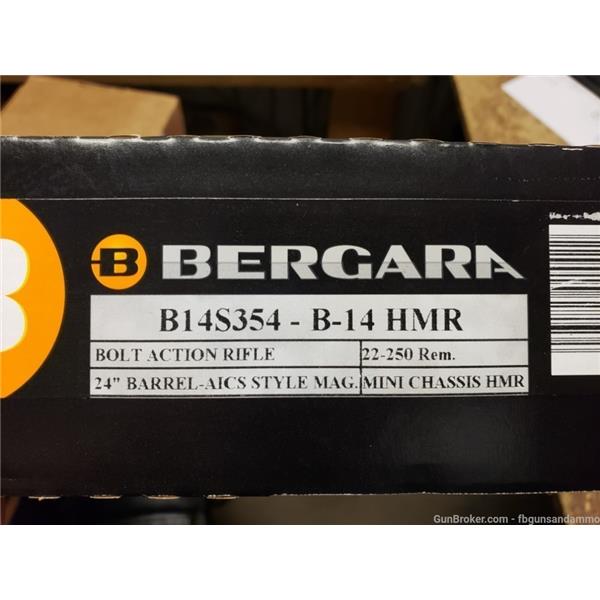 B BERGARA
B14S354 - B-14 HMR
BOLT ACTION RIFLE 22-250 Rem.
24" BARREL-AICS STYLE MAG. MINI CHASSIS HMR
GunBroker.com - fbgunsandammo